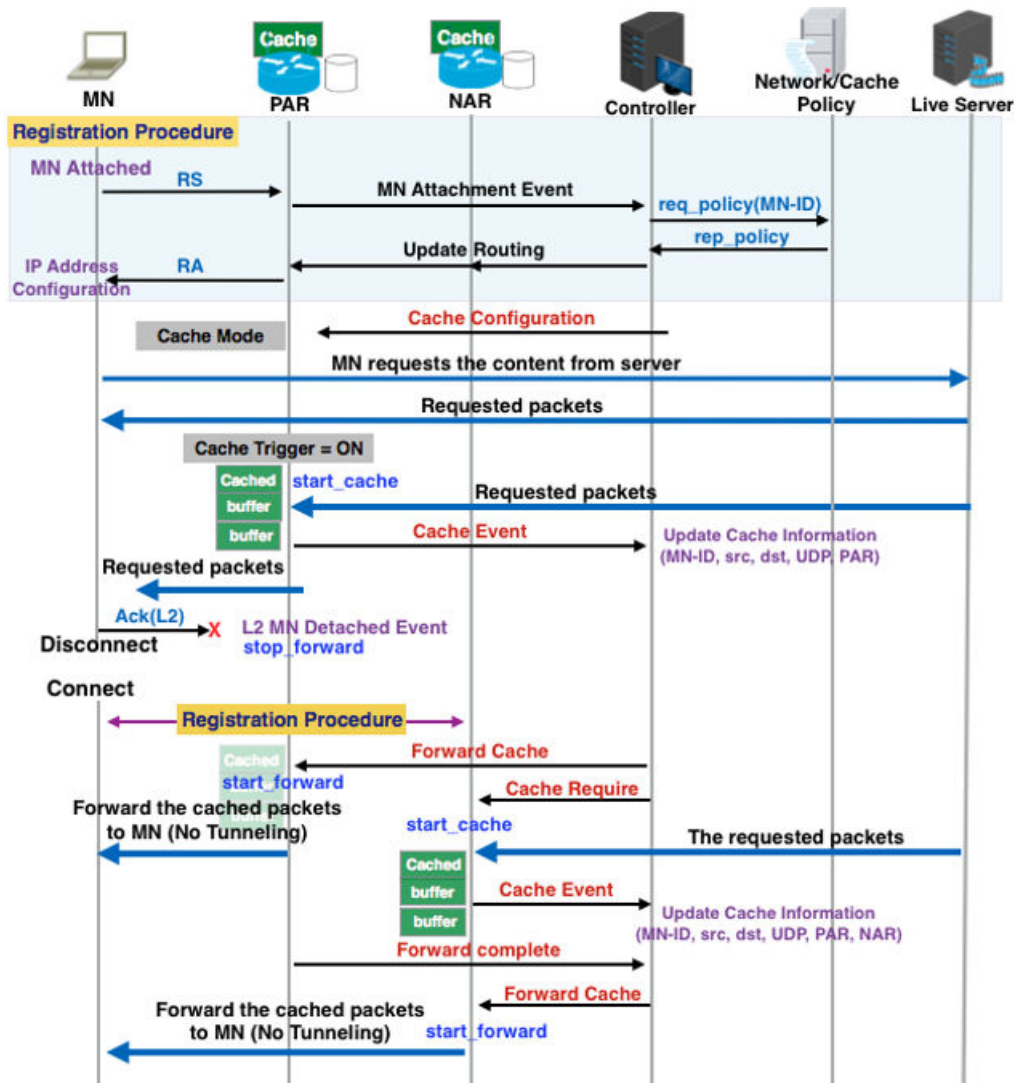 Cache
Cache
MN
PAR
NAR
Controller
Network/Cache
Policy
Live Server
Registration Procedure
MN Attached
RS
MN Attachment Event
req_policy(MN-ID)
rep_policy
Update Routing
IP Address
Configuration
RA
Cache Configuration
Cache Mode
MN requests the content from server
Requested packets
Cache Trigger = ON
Cached
start_cache
Requested packets
buffer
buffer
Cache Event
Update Cache Information
(MN-ID, src, dst, UDP, PAR)
Requested packets
Ack(L2)
X
L2 MN Detached Event
Disconnect
stop_forward
Connect
Registration Procedure
Forward Cache
Cached
start_forward
Cache Require
buffer
Forward the cached packets
to MN (No Tunneling)
start_cache
The requested packets
Cached
buffer
Cache Event
buffer
Update Cache Information
(MN-ID, src, dst, UDP, PAR, NAR)
Forward complete
Forward Cache
Forward the cached packets
to MN (No Tunneling)
start_forward